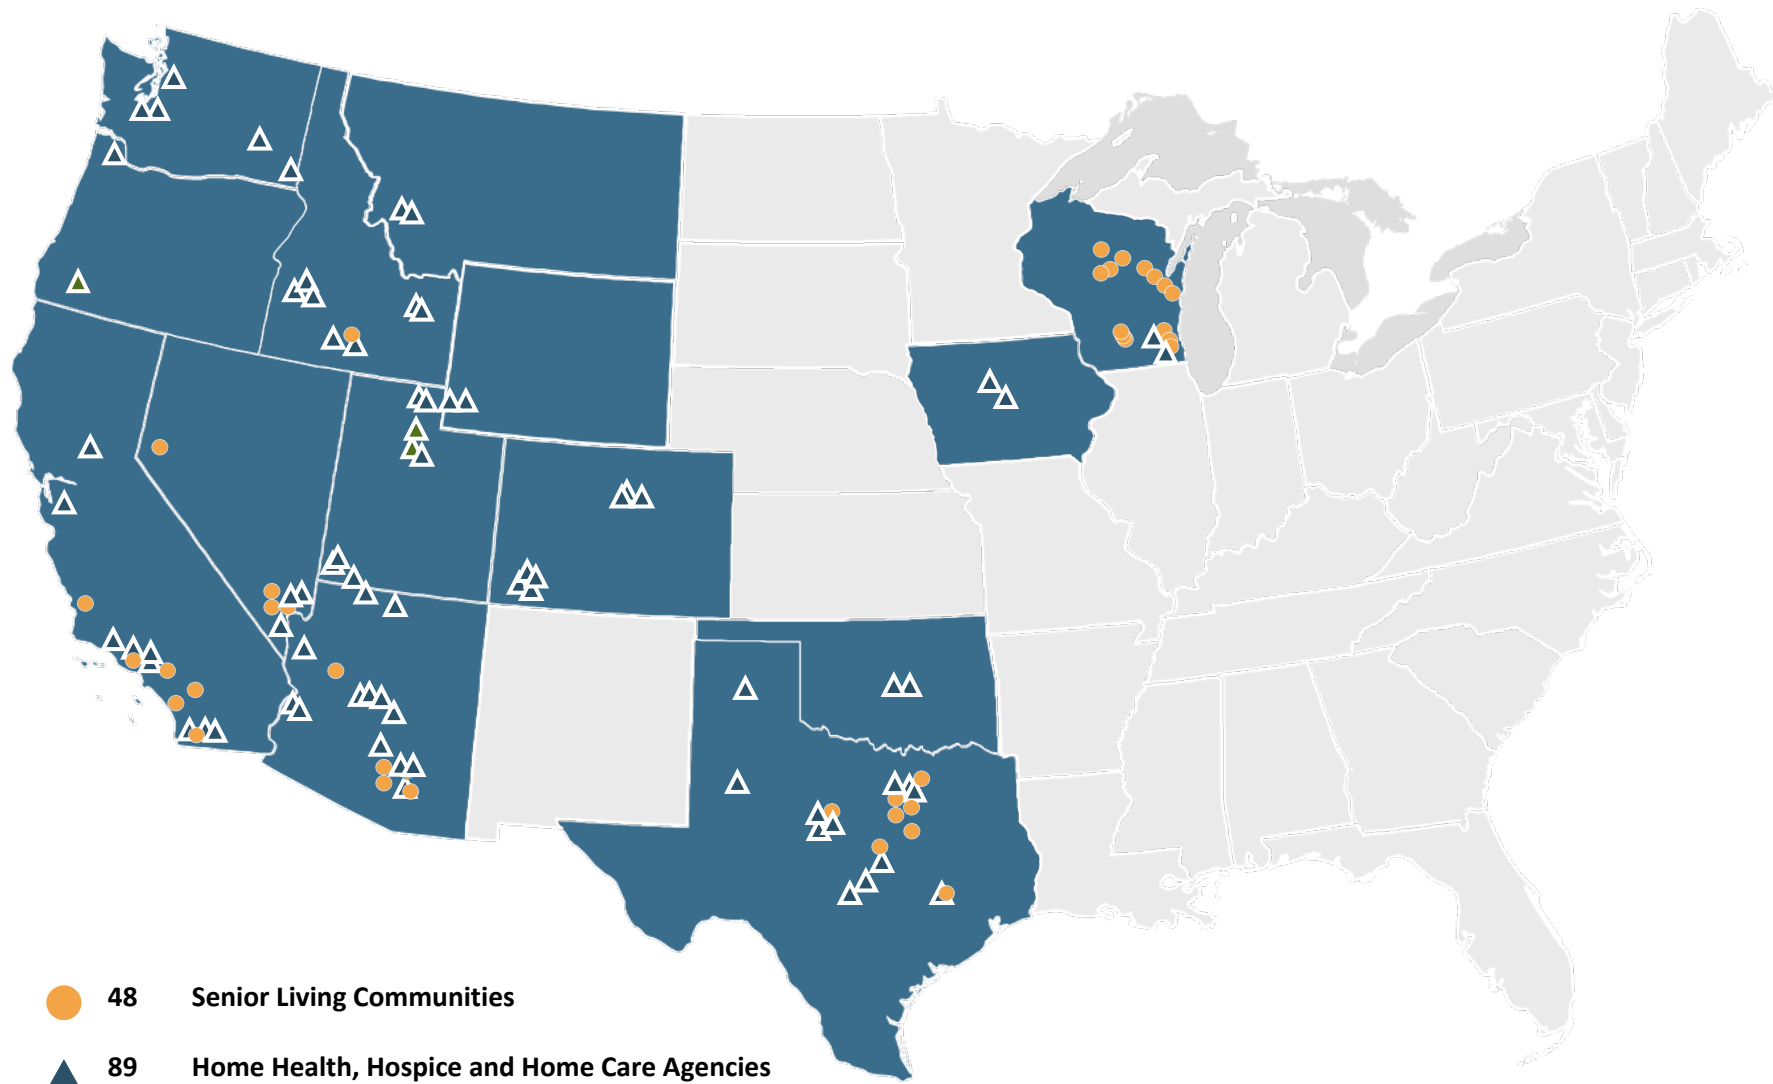 48 Senior Living Communities
89 Home Health, Hospice and Home Care Agencies